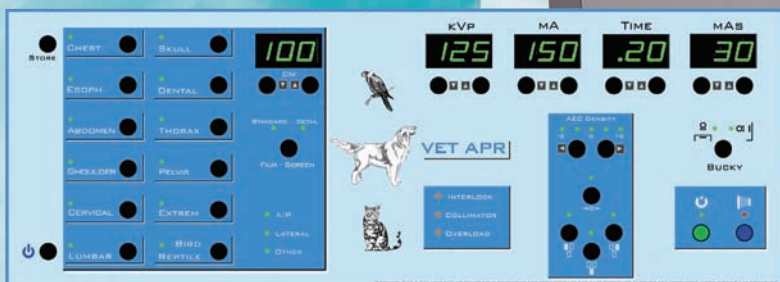 STORE
CHEST
SKULL
100
CM
ESOPH
DENTAL
ABDOMEN
THORAX
SHOULDER
PELVIS
CERVICAL
EXTREM
LUMBAR
BIRD
REPTILE
STANDARD - DETAIL
FILM - SCREEN
A/P
LATERAL
OTHER
VET APR
INTERLOCK
COLLIMATOR
OVERLOAD
KVP
MA
TIME
MAS
125
150
.20
30
AEC DENSITY
BUCKY